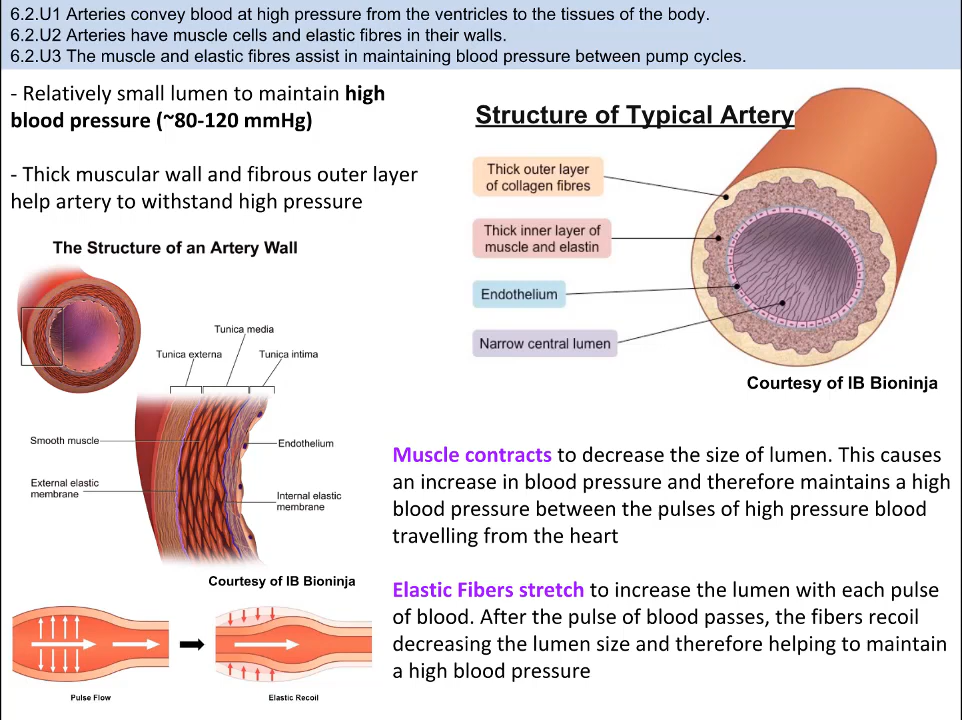 6.2.U1 Arteries convey blood at high pressure from the ventricles to the tissues of the body.
6.2.U2 Arteries have muscle cells and elastic fibres in their walls.
6.2.U3 The muscle and elastic fibres assist in maintaining blood pressure between pump cycles.
- Relatively small lumen to maintain high
blood pressure (~80-120 mmHg)
- Thick muscular wall and fibrous outer layer
help artery to withstand high pressure
The Structure of an Artery Wall
Tunica media
Tunica externa
Tunica intima
Smooth muscle
Endothelium
External elastic
membrane
Internal elastic
membrane
Courtesy of IB Bioninja
Pulse Flow
Elastic Recoil
Structure of Typical Artery
Thick outer layer
of collagen fibres
Thick inner layer of
muscle and elastin
Endothelium
Narrow central lumen
Courtesy of IB Bioninja
Muscle contracts to decrease the size of lumen. This causes
an increase in blood pressure and therefore maintains a high
blood pressure between the pulses of high pressure blood
travelling from the heart
Elastic Fibers stretch to increase the lumen with each pulse
of blood. After the pulse of blood passes, the fibers recoil
decreasing the lumen size and therefore helping to maintain
a high blood pressure